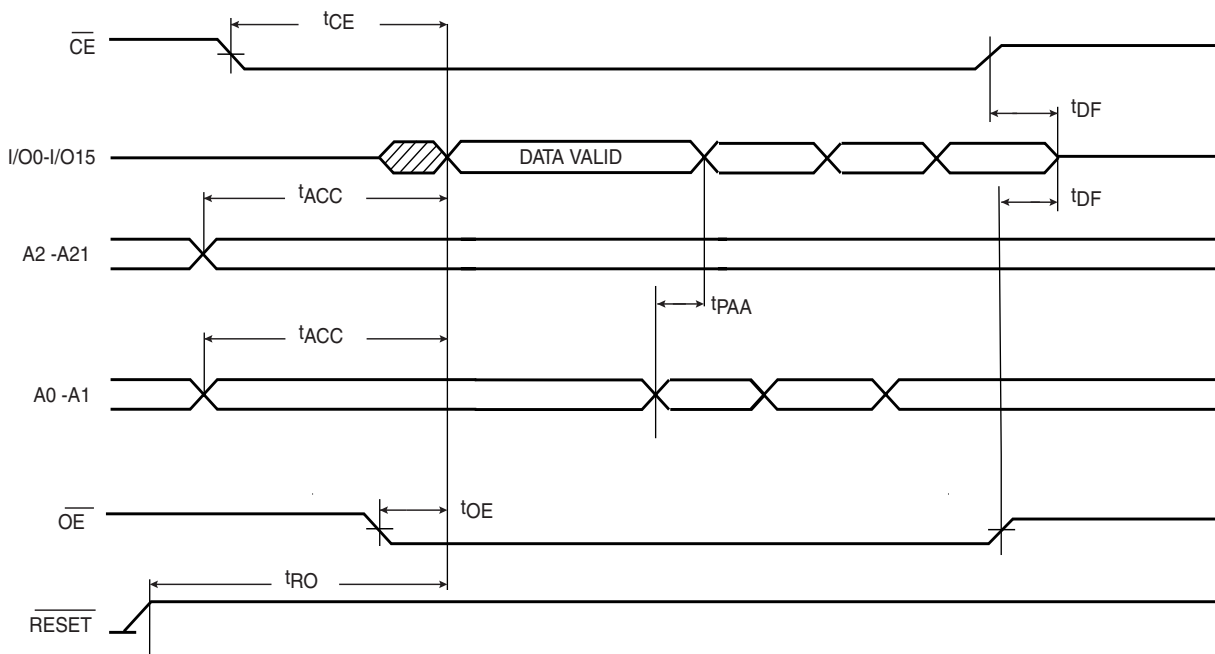 tCE
CE
tDF
I/O0-I/O15
DATA VALID
tACC
tDF
A2 -A21
tPAA
tACC
A0 -A1
tOE
OE
tRO
RESET